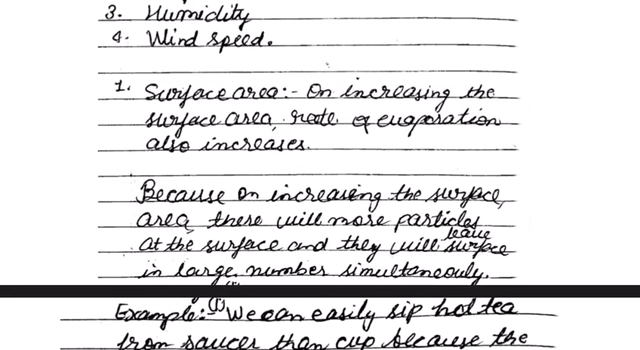 3. Humidity
4. Wind speed.
1. Surface area:- On increasing the
surface area, rate of evaporation
also increases.
Because on increasing the surface,
area, there will more particles
leave
at the surface and they will surface
in large number simultaneouly.
Example:- (1) We can easily sip hot tea
from saucer than cup because the